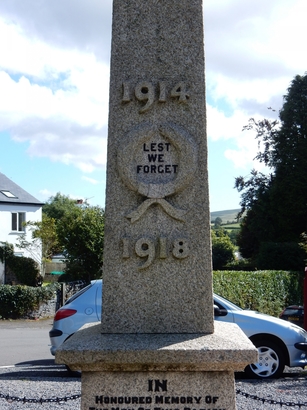 1914
LEST
WE
FORGET
1918
IN
HONOURED MEMORY OF